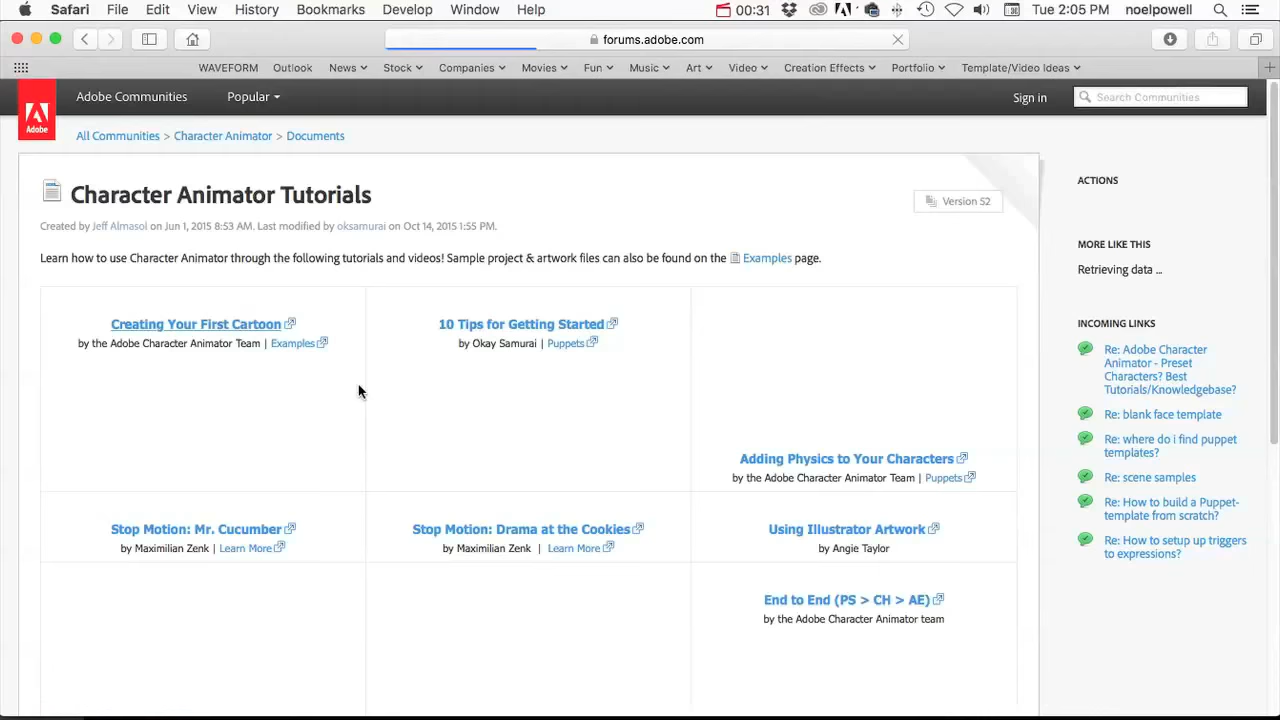 Safari File Edit View History Bookmarks Develop Window Help 00:31 Tue 2:05 PM noelpowell
forums.adobe.com
WAVEFORM Outlook News Stock Companies Movies Fun Music Art Video Creation Effects Portfolio Template/Video Ideas
Adobe Adobe Communities Popular Sign in Search Communities
All Communities > Character Animator > Documents
Character Animator Tutorials
Version 52
Created by Jeff Almasol on Jun 1, 2015 8:53 AM. Last modified by oksamurai on Oct 14, 2015 1:55 PM.
Learn how to use Character Animator through the following tutorials and videos! Sample project & artwork files can also be found on the Examples page.
Creating Your First Cartoon
by the Adobe Character Animator Team | Examples
10 Tips for Getting Started
by Okay Samurai | Puppets
Adding Physics to Your Characters
by the Adobe Character Animator Team | Puppets
Stop Motion: Mr. Cucumber
by Maximilian Zenk | Learn More
Stop Motion: Drama at the Cookies
by Maximilian Zenk | Learn More
Using Illustrator Artwork
by Angie Taylor
End to End (PS > CH > AE)
by the Adobe Character Animator team
ACTIONS
MORE LIKE THIS
Retrieving data ...
INCOMING LINKS
Re: Adobe Character
Animator - Preset
Characters? Best
Tutorials/Knowledgebase?
Re: blank face template
Re: where do i find puppet
templates?
Re: scene samples
Re: How to build a Puppet-
template from scratch?
Re: How to setup up triggers
to expressions?